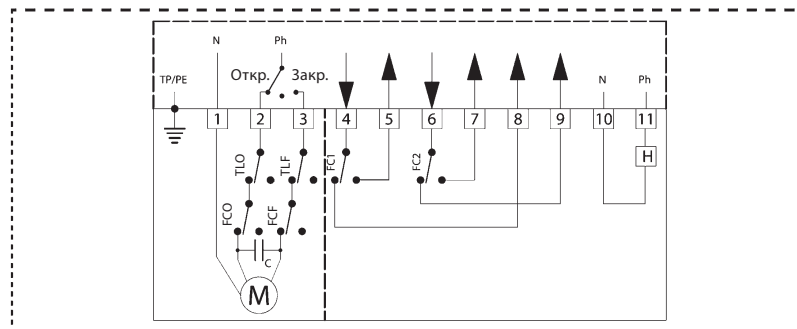 N Ph
TP/PE Откр. Закр. N Ph
1 2 3 4 5 6 7 8 9 10 11
TLO TLF FC1 FC2 H
FCO FCF
C
M